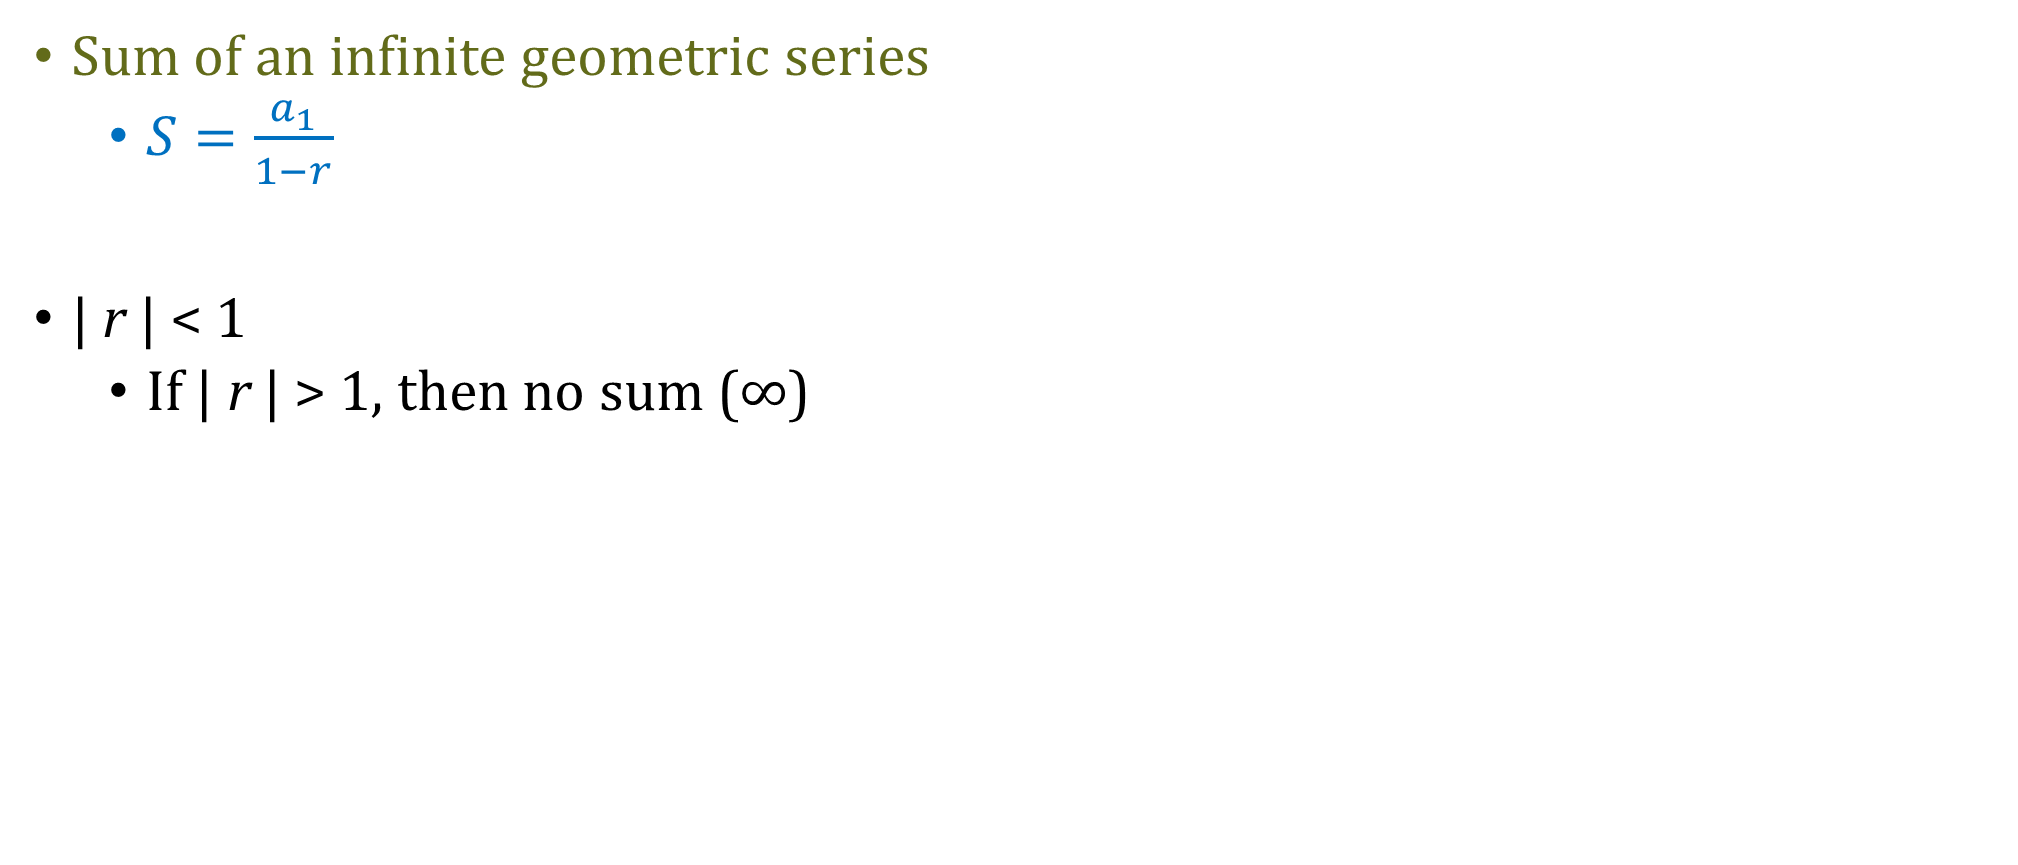 • Sum of an infinite geometric series
• S = a₁/(1−r)
• | r | < 1
• If | r | > 1, then no sum (∞)